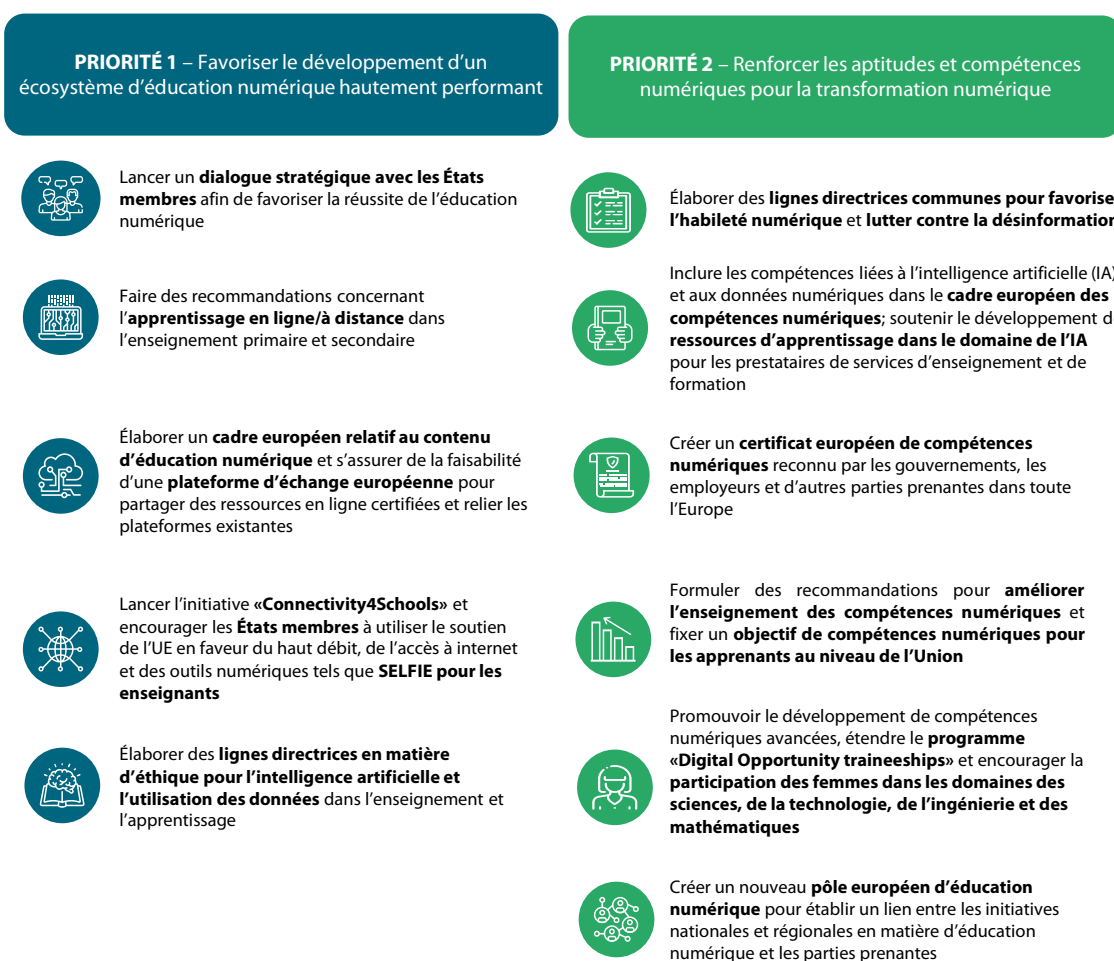 PRIORITÉ 1 – Favoriser le développement d'un
écosystème d'éducation numérique hautement performant
Lancer un dialogue stratégique avec les États
membres afin de favoriser la réussite de l'éducation
numérique
Faire des recommandations concernant
l'apprentissage en ligne/à distance dans
l'enseignement primaire et secondaire
Élaborer un cadre européen relatif au contenu
d'éducation numérique et s'assurer de la faisabilité
d'une plateforme d'échange européenne pour
partager des ressources en ligne certifiées et relier les
plateformes existantes
Lancer l'initiative «Connectivity4Schools» et
encourager les États membres à utiliser le soutien
de l'UE en faveur du haut débit, de l'accès à internet
et des outils numériques tels que SELFIE pour les
enseignants
Élaborer des lignes directrices en matière
d'éthique pour l'intelligence artificielle et
l'utilisation des données dans l'enseignement et
l'apprentissage
PRIORITÉ 2 – Renforcer les aptitudes et compétences
numériques pour la transformation numérique
Élaborer des lignes directrices communes pour favorise
l'habileté numérique et lutter contre la désinformation
Inclure les compétences liées à l'intelligence artificielle (IA)
et aux données numériques dans le cadre européen des
compétences numériques; soutenir le développement d
ressources d'apprentissage dans le domaine de l'IA
pour les prestataires de services d'enseignement et de
formation
Créer un certificat européen de compétences
numériques reconnu par les gouvernements, les
employeurs et d'autres parties prenantes dans toute
l'Europe
Formuler des recommandations pour améliorer
l'enseignement des compétences numériques et
fixer un objectif de compétences numériques pour
les apprenants au niveau de l'Union
Promouvoir le développement de compétences
numériques avancées, étendre le programme
«Digital Opportunity traineeships» et encourager la
participation des femmes dans les domaines des
sciences, de la technologie, de l'ingénierie et des
mathématiques
Créer un nouveau pôle européen d'éducation
numérique pour établir un lien entre les initiatives
nationales et régionales en matière d'éducation
numérique et les parties prenantes